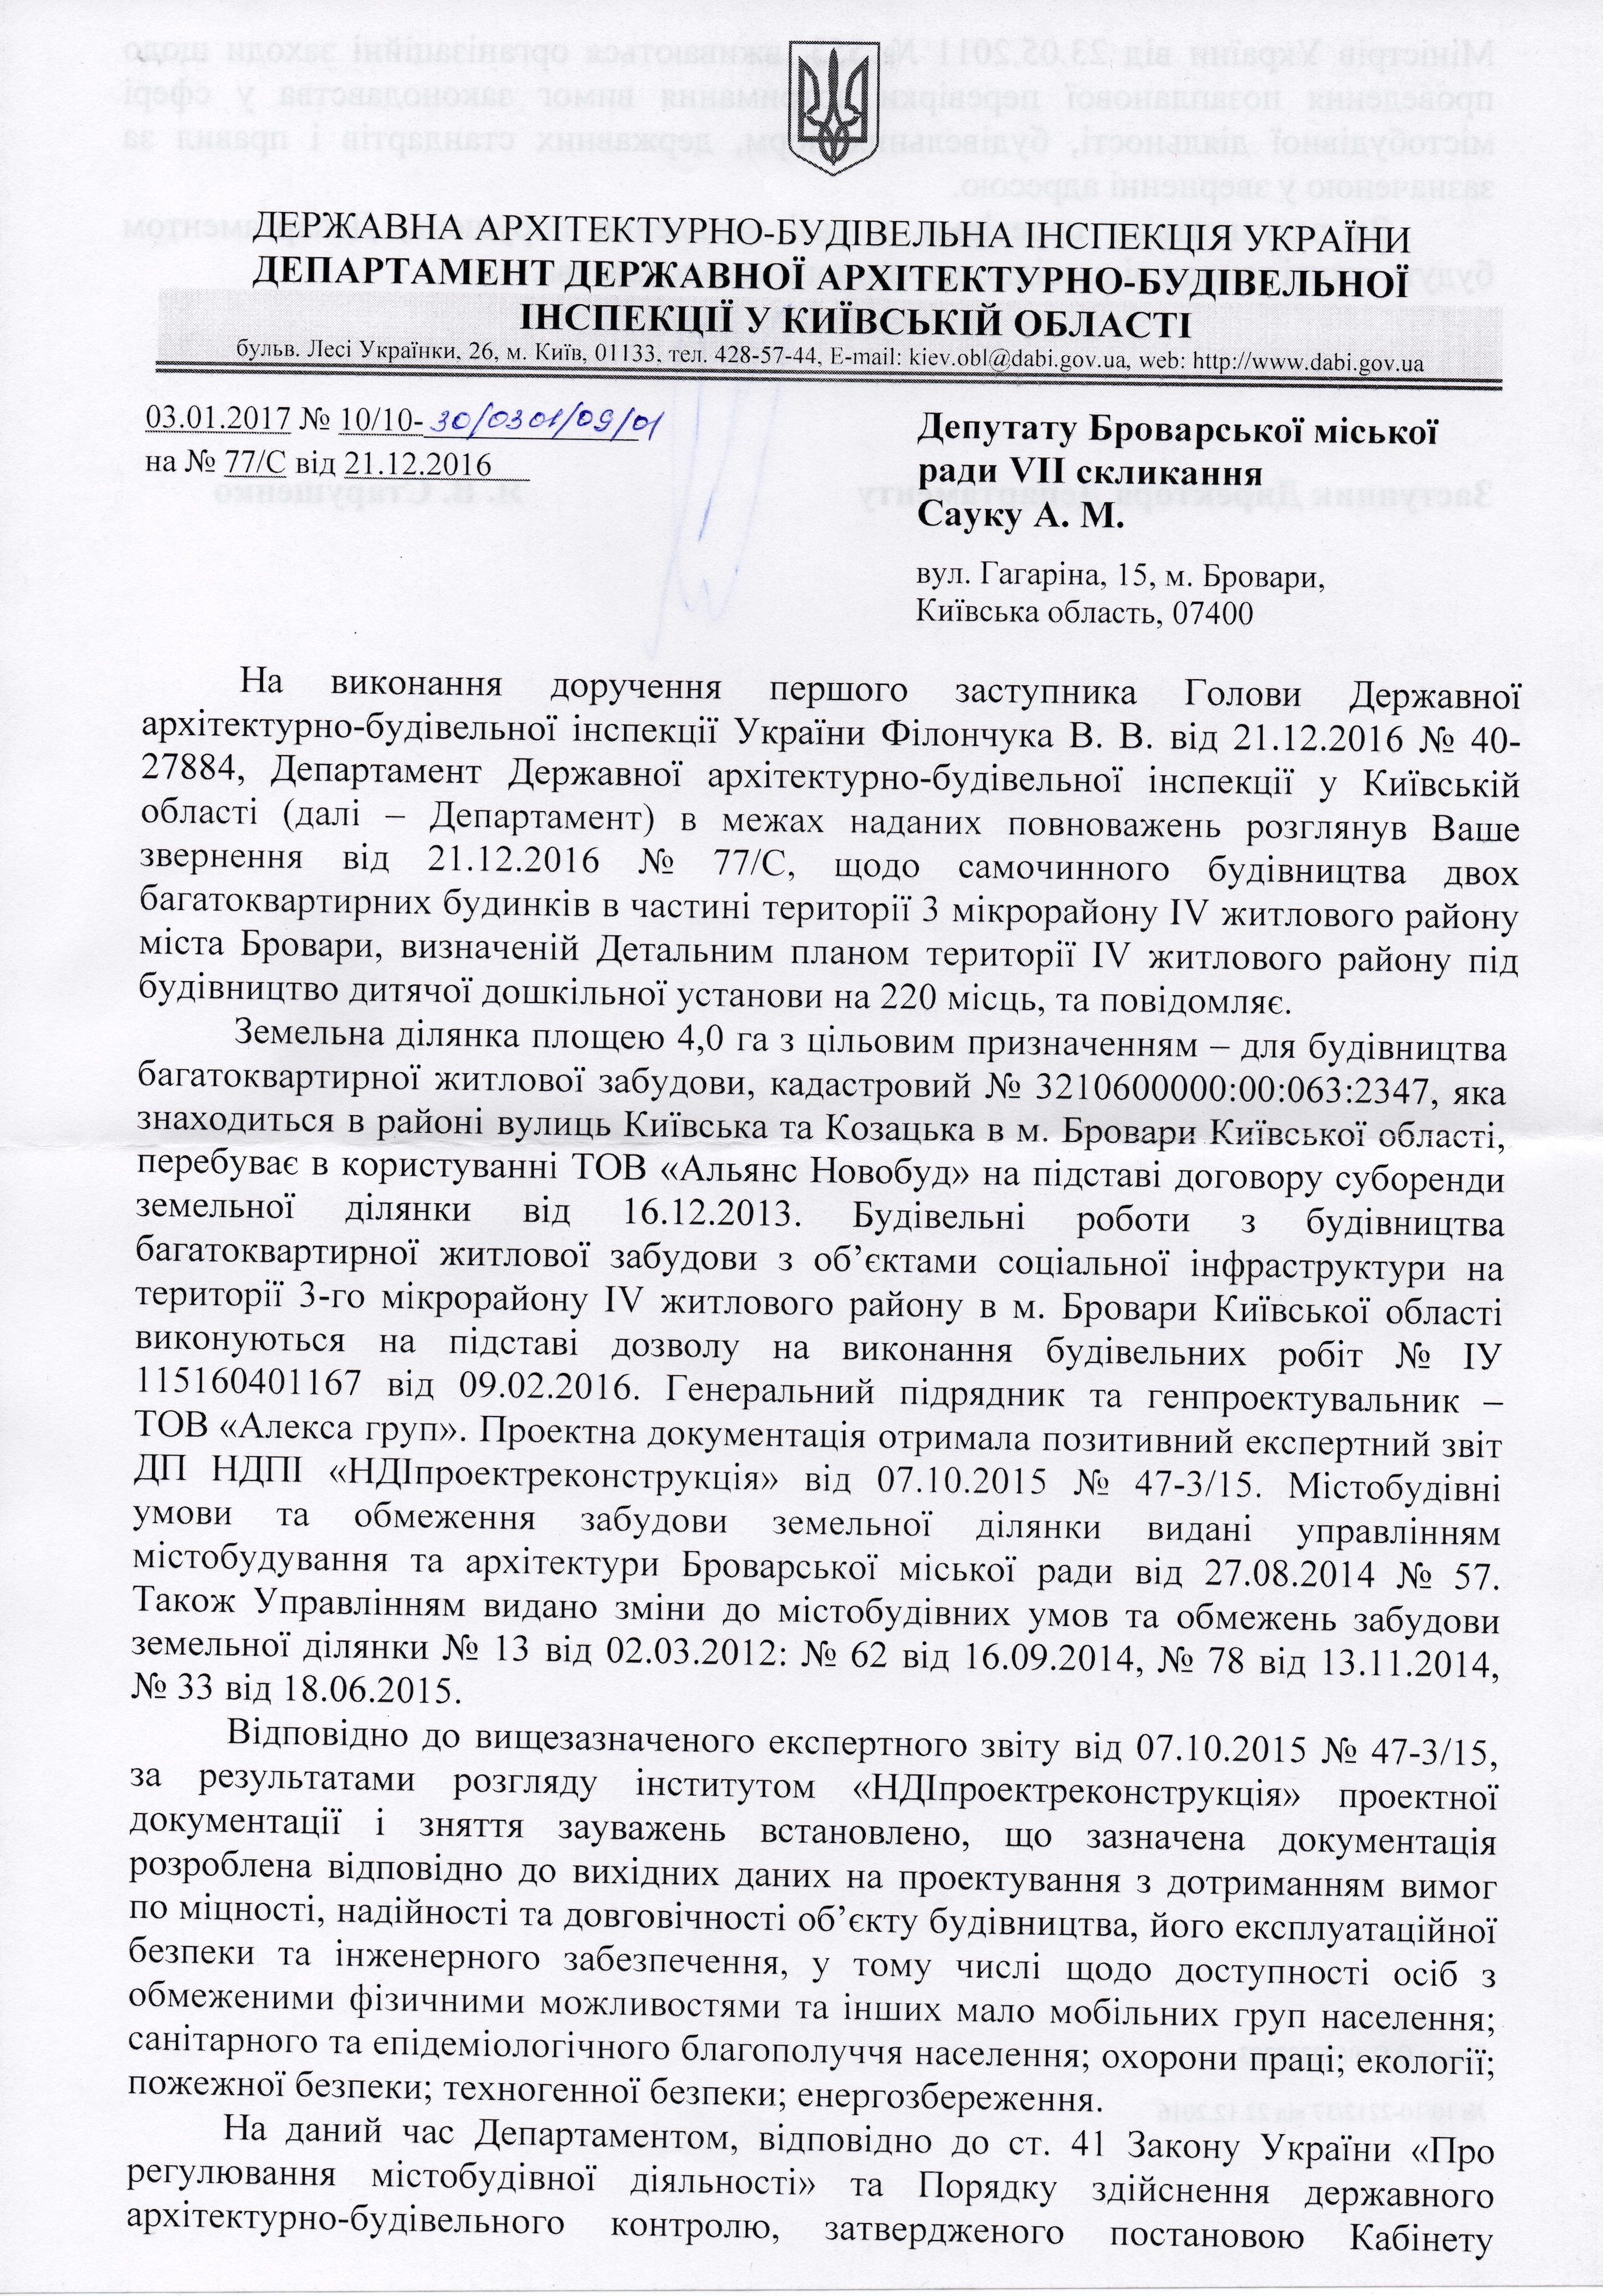 ДЕРЖАВНА АРХІТЕКТУРНО-БУДІВЕЛЬНА ІНСПЕКЦІЯ УКРАЇНИ
ДЕПАРТАМЕНТ ДЕРЖАВНОЇ АРХІТЕКТУРНО-БУДІВЕЛЬНОЇ
ІНСПЕКЦІЇ У КИЇВСЬКІЙ ОБЛАСТІ
бульв. Лесі Українки, 26, м. Київ, 01133, тел. 428-57-44, E-mail: kiev.obl@dabi.gov.ua, web: http://www.dabi.gov.ua
03.01.2017 № 10/10-30/0301/09/01
на № 77/С від 21.12.2016
Депутату Броварської міської
ради VII скликання
Сауку А. М.
вул. Гагаріна, 15, м. Бровари,
Київська область, 07400
На виконання доручення першого заступника Голови Державної
архітектурно-будівельної інспекції України Філончука В. В. від 21.12.2016 № 40-
27884, Департамент Державної архітектурно-будівельної інспекції у Київській
області (далі – Департамент) в межах наданих повноважень розглянув Ваше
звернення від 21.12.2016 № 77/С, щодо самочинного будівництва двох
багатоквартирних будинків в частині території 3 мікрорайону IV житлового району
міста Бровари, визначеній Детальним планом території IV житлового району під
будівництво дитячої дошкільної установи на 220 місць, та повідомляє.
Земельна ділянка площею 4,0 га з цільовим призначенням – для будівництва
багатоквартирної житлової забудови, кадастровий № 3210600000:00:063:2347, яка
знаходиться в районі вулиць Київська та Козацька в м. Бровари Київської області,
перебуває в користуванні ТОВ «Альянс Новобуд» на підставі договору суборенди
земельної ділянки від 16.12.2013. Будівельні роботи з будівництва
багатоквартирної житлової забудови з об’єктами соціальної інфраструктури на
території 3-го мікрорайону IV житлового району в м. Бровари Київської області
виконуються на підставі дозволу на виконання будівельних робіт № ІУ
115160401167 від 09.02.2016. Генеральний підрядник та генпроектувальник –
ТОВ «Алекса груп». Проектна документація отримала позитивний експертний звіт
ДП НДПІ «НДІпроектреконструкція» від 07.10.2015 № 47-3/15. Містобудівні
умови та обмеження забудови земельної ділянки видані управлінням
містобудування та архітектури Броварської міської ради від 27.08.2014 № 57.
Також Управлінням видано зміни до містобудівних умов та обмежень забудови
земельної ділянки № 13 від 02.03.2012: № 62 від 16.09.2014, № 78 від 13.11.2014,
№ 33 від 18.06.2015.
Відповідно до вищезазначеного експертного звіту від 07.10.2015 № 47-3/15,
за результатами розгляду інститутом «НДІпроектреконструкція» проектної
документації і зняття зауважень встановлено, що зазначена документація
розроблена відповідно до вихідних даних на проектування з дотриманням вимог
по міцності, надійності та довговічності об’єкту будівництва, його експлуатаційної
безпеки та інженерного забезпечення, у тому числі щодо доступності осіб з
обмеженими фізичними можливостями та інших мало мобільних груп населення;
санітарного та епідеміологічного благополуччя населення; охорони праці; екології;
пожежної безпеки; техногенної безпеки; енергозбереження.
На даний час Департаментом, відповідно до ст. 41 Закону України «Про
регулювання містобудівної діяльності» та Порядку здійснення державного
архітектурно-будівельного контролю, затвердженого постановою Кабінету